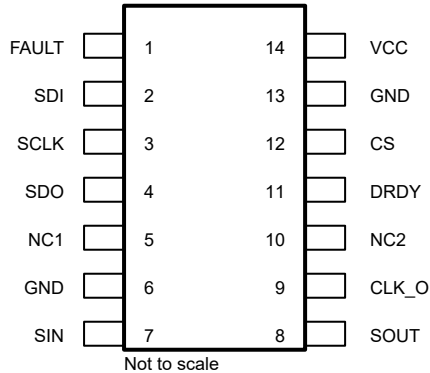 FAULT 1 14 VCC
SDI 2 13 GND
SCLK 3 12 CS
SDO 4 11 DRDY
NC1 5 10 NC2
GND 6 9 CLK_O
SIN 7 8 SOUT
Not to scale